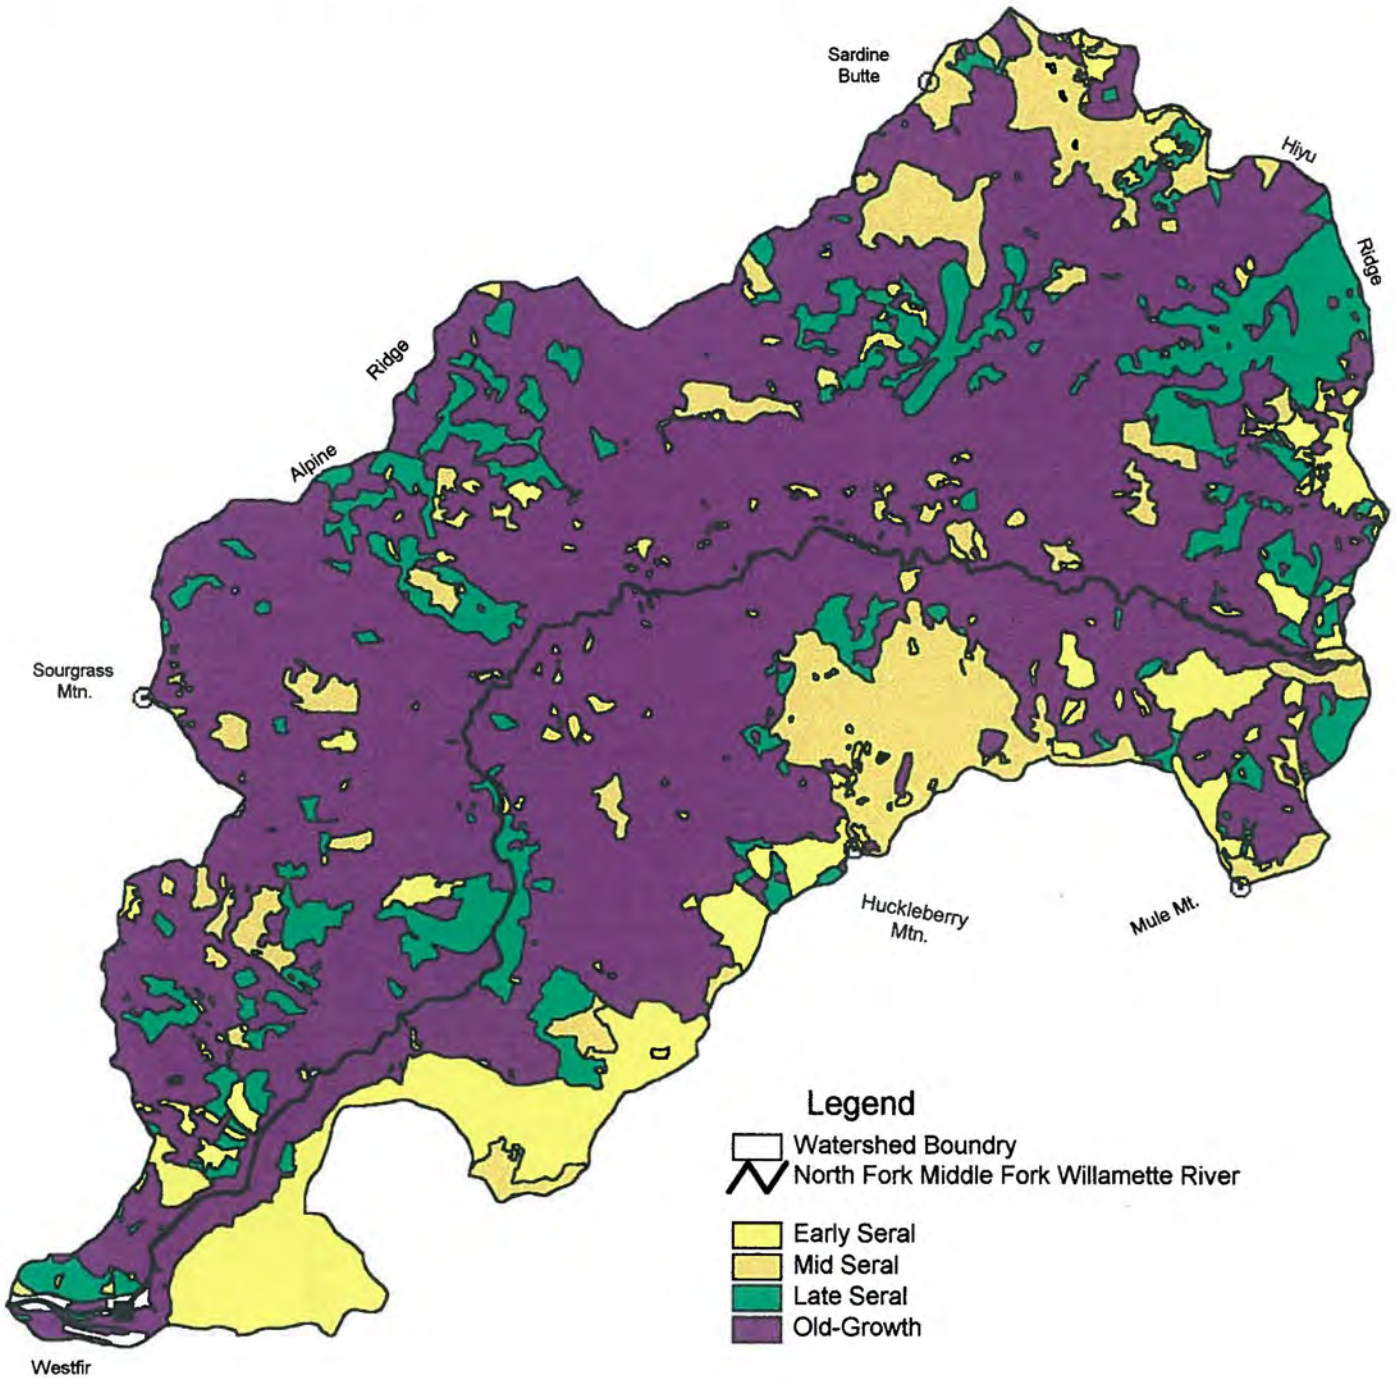 Sardine
Butte
Hiyu
Ridge
Ridge
Alpine
Sourgrass
Mtn.
Huckleberry
Mtn.
Mule Mt.
Legend
Watershed Boundry
North Fork Middle Fork Willamette River
Early Seral
Mid Seral
Late Seral
Old-Growth
Westfir